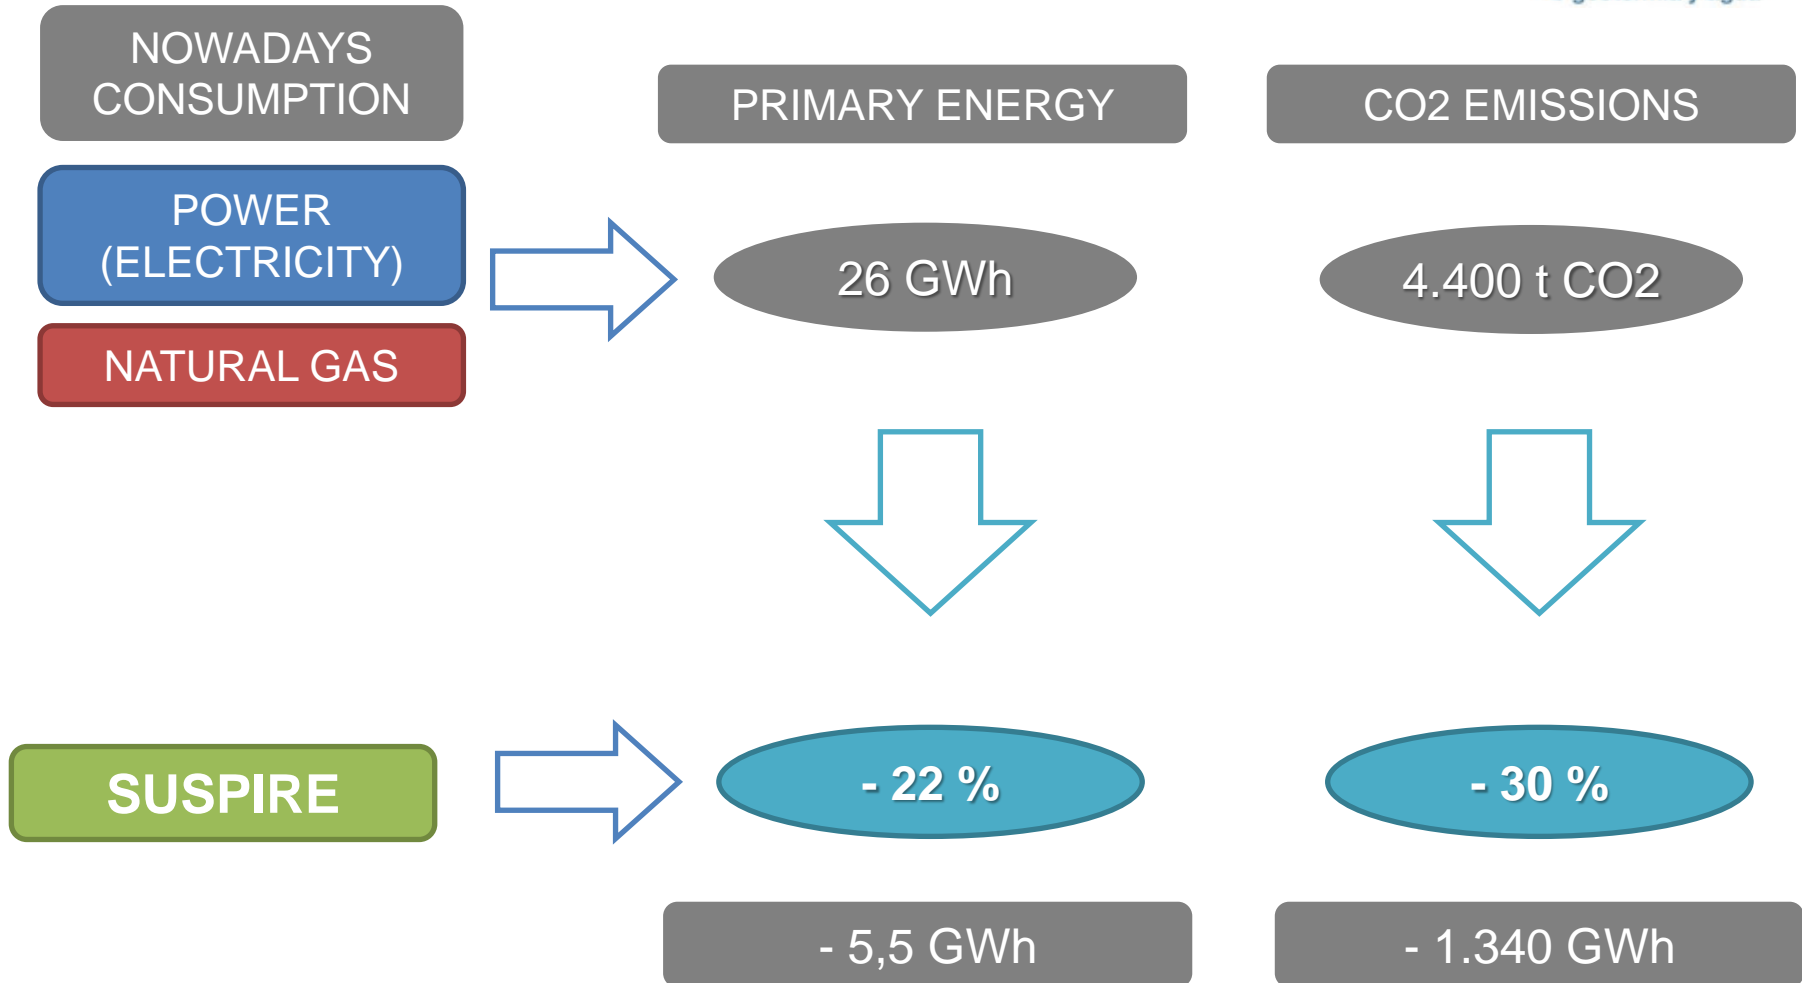 NOWADAYS
CONSUMPTION
PRIMARY ENERGY
CO2 EMISSIONS
POWER
(ELECTRICITY)
26 GWh
4.400 t CO2
NATURAL GAS
SUSPIRE
- 22 %
- 30 %
- 5,5 GWh
- 1.340 GWh